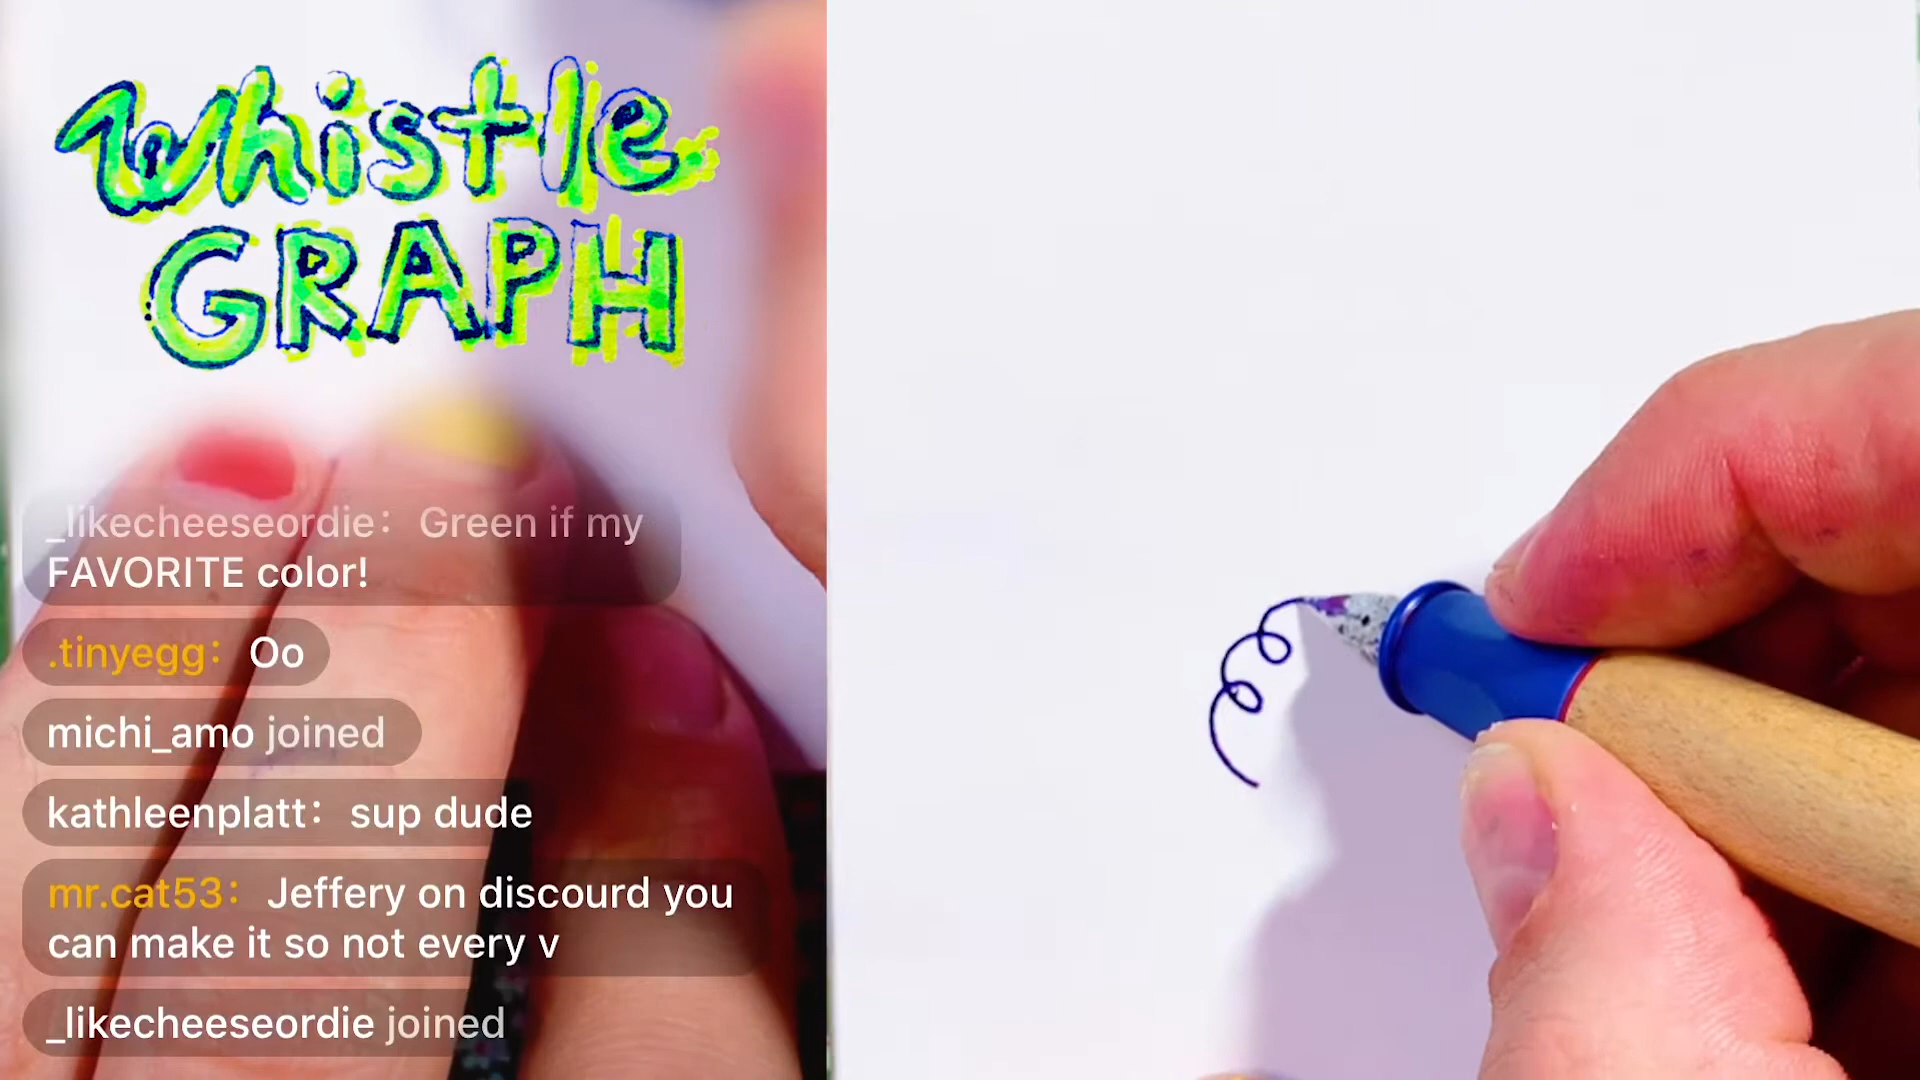 Whistle
GRAPH
_likecheeseordie: Green if my
FAVORITE color!
.tinyegg: Oo
michi_amo joined
kathleenplatt: sup dude
mr.cat53: Jeffery on discourd you
can make it so not every v
_likecheeseordie joined